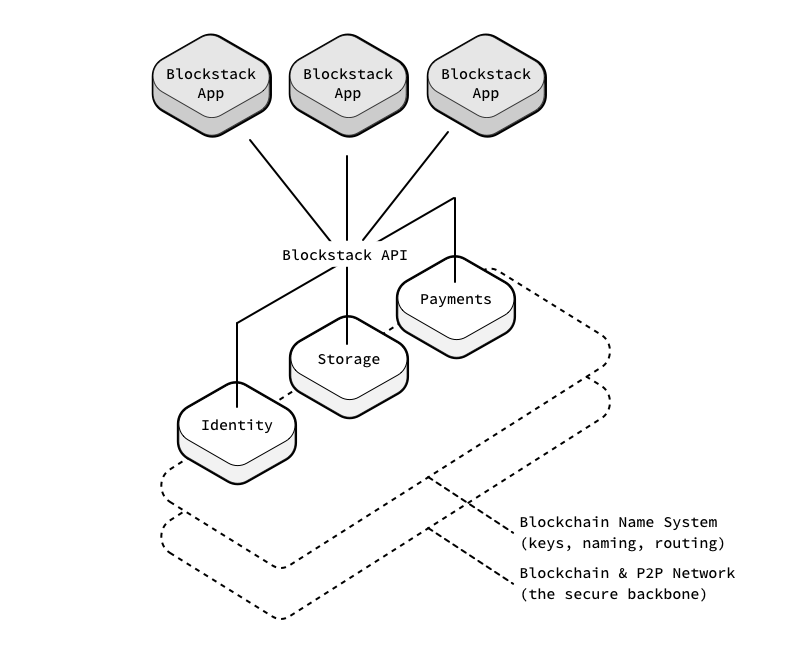 Blockstack
App
Blockstack
App
Blockstack
App
Blockstack API
Payments
Storage
Identity
Blockchain Name System
(keys, naming, routing)
Blockchain & P2P Network
(the secure backbone)